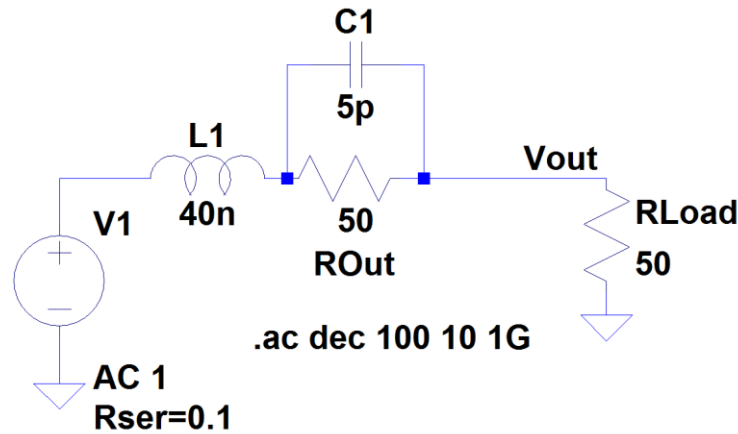 C1
5p
L1
40n
V1
50
ROut
Vout
RLoad
50
.ac dec 100 10 1G
AC 1
Rser=0.1